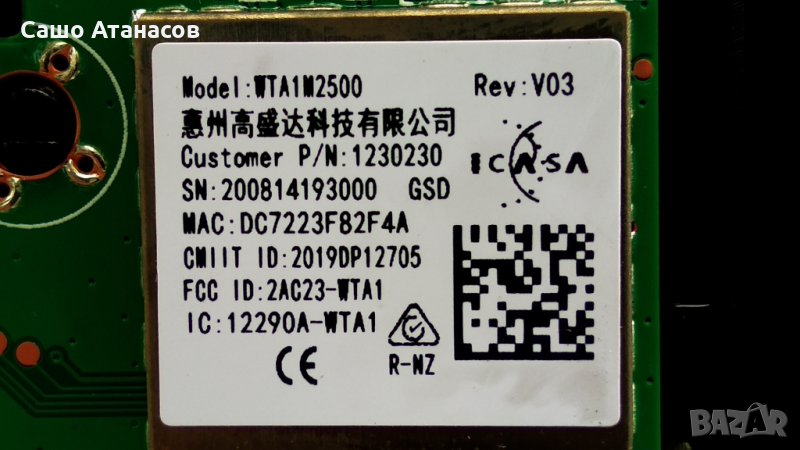 Сашо Атанасов
Model:WTA1M2500 Rev:V03
惠州高盛达科技有限公司
Customer P/N:1230230
ICASA
SN:200814193000 GSD
MAC:DC7223F82F4A
CMIIT ID:2019DP12705
FCC ID:2AC23-WTA1
IC:12290A-WTA1
CE
R-NZ
BAZAR